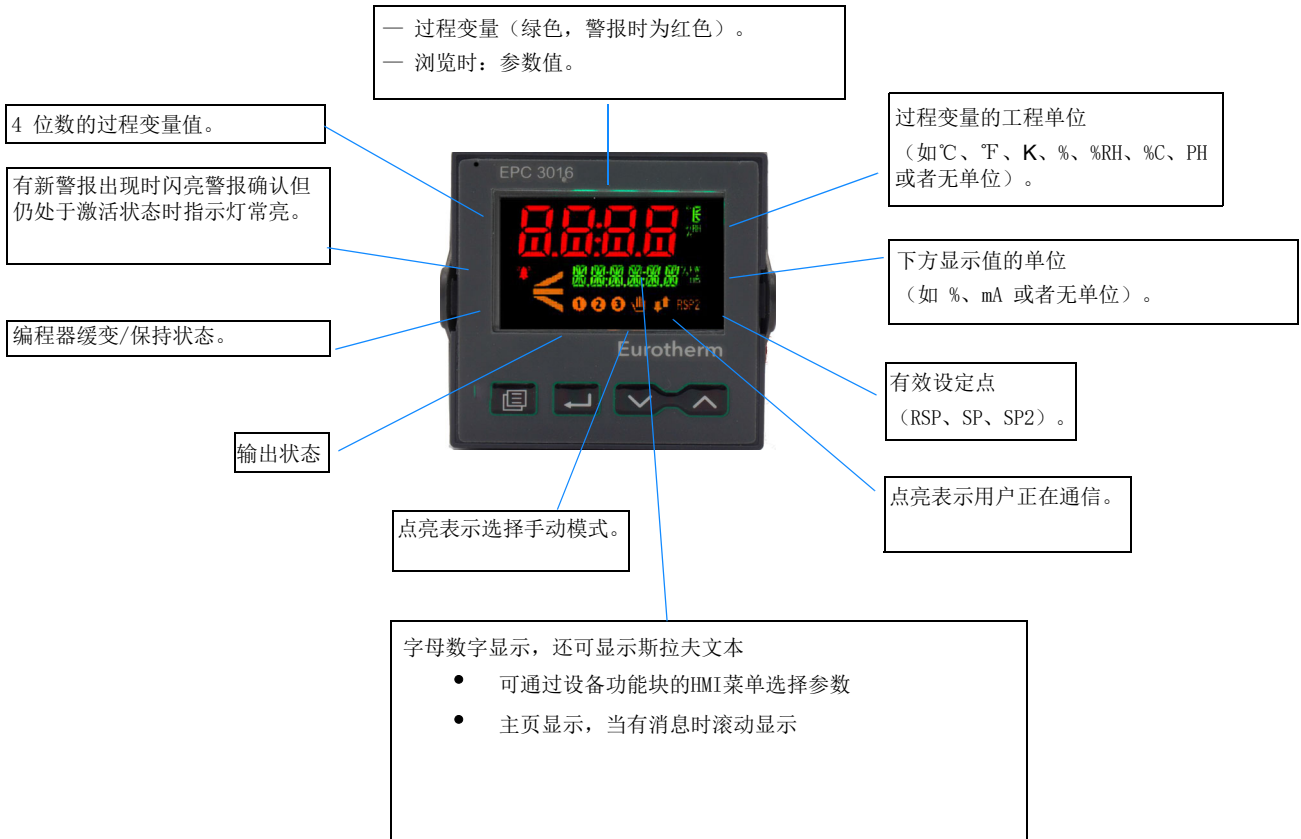 — 过程变量（绿色，警报时为红色）。
— 浏览时：参数值。
4 位数的过程变量值。
有新警报出现时闪亮警报确认但
仍处于激活状态时指示灯常亮。
编程器缓变/保持状态。
输出状态
过程变量的工程单位
（如℃、℉、K、%、%RH、%C、PH
或者无单位）。
下方显示值的单位
（如 %、mA 或者无单位）。
有效设定点
（RSP、SP、SP2）。
点亮表示用户正在通信。
点亮表示选择手动模式。
EPC 3016
8.8:8.8
1 2 3
RSP2
Eurotherm
字母数字显示，还可显示斯拉夫文本
• 可通过设备功能块的HMI菜单选择参数
• 主页显示，当有消息时滚动显示